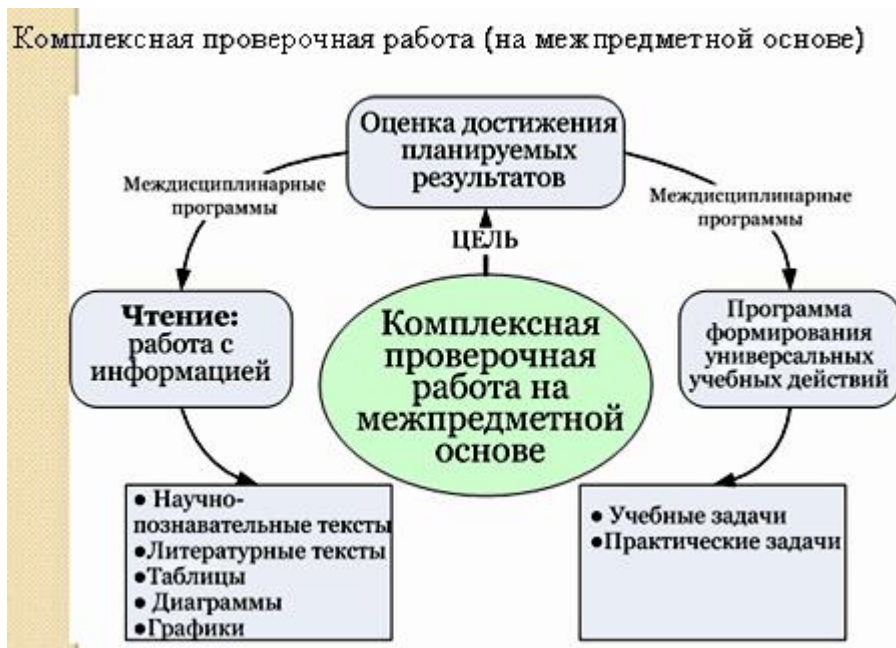 Комплексная проверочная работа (на межпредметной основе)
Оценка достижения
планируемых
результатов
Междисциплинарные
программы
Междисциплинарные
программы
ЦЕЛЬ
Чтение:
работа с
информацией
Комплексная
проверочная
работа на
межпредметной
основе
Программа
формирования
универсальных
учебных действий
● Научно-
познавательные тексты
●Литературные тексты
●Таблицы
● Диаграммы
●Графики
● Учебные задачи
●Практические задачи